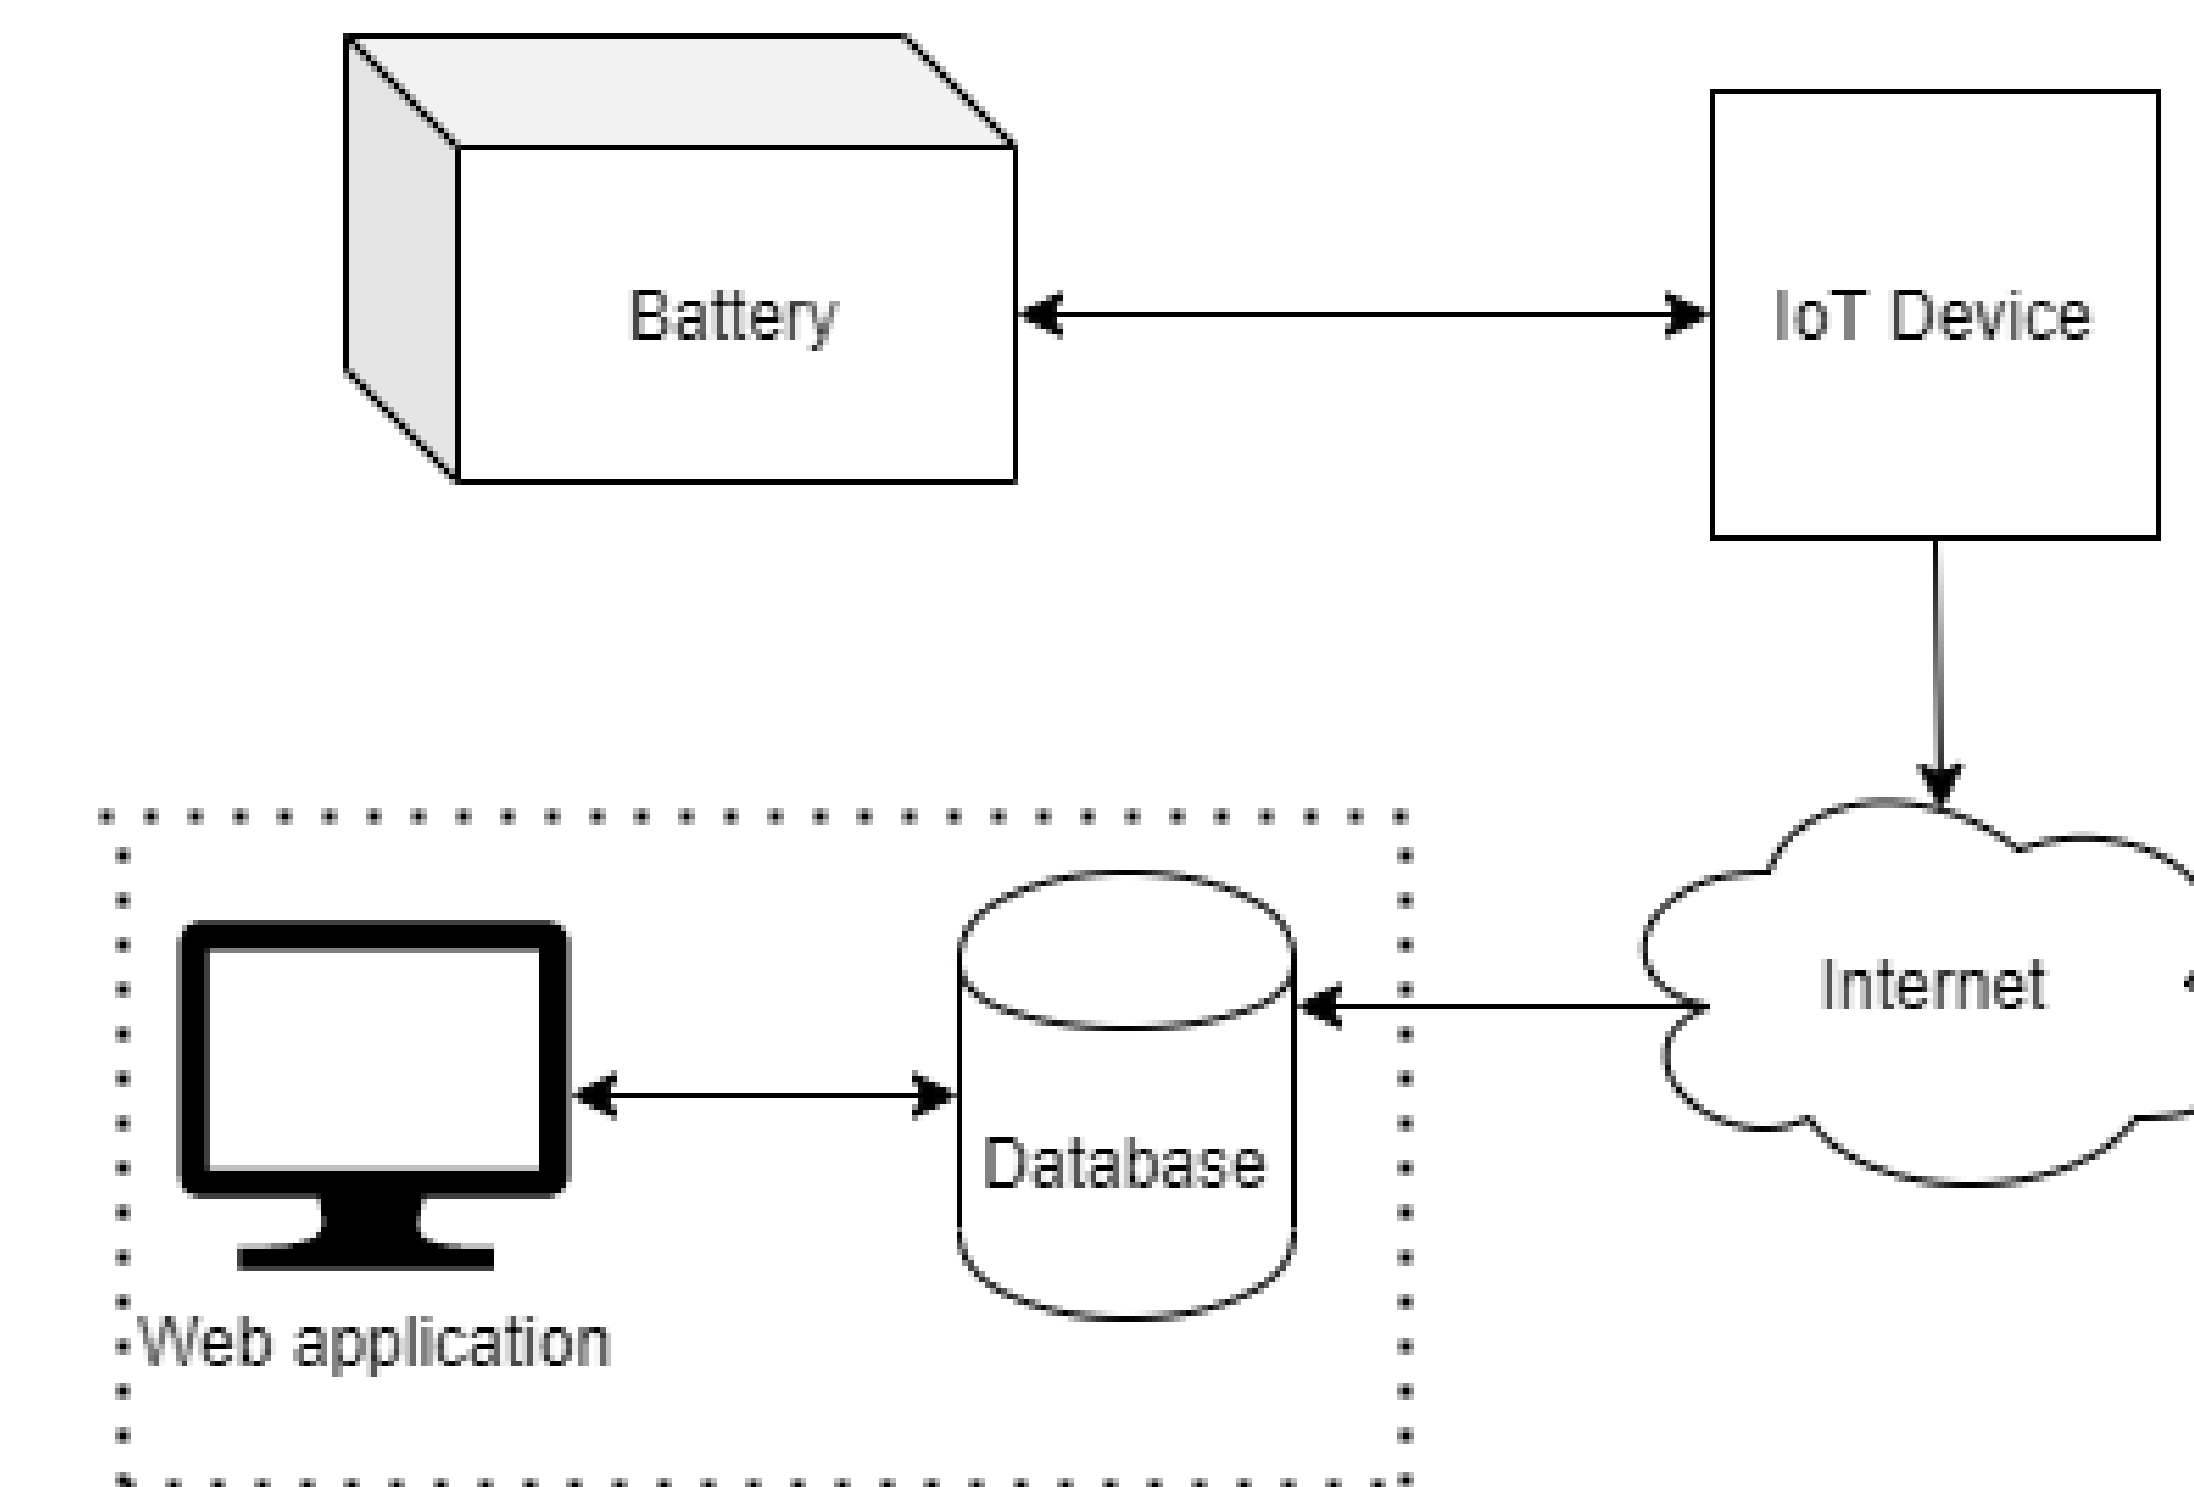 Battery
IoT Device
Internet
Database
Web application